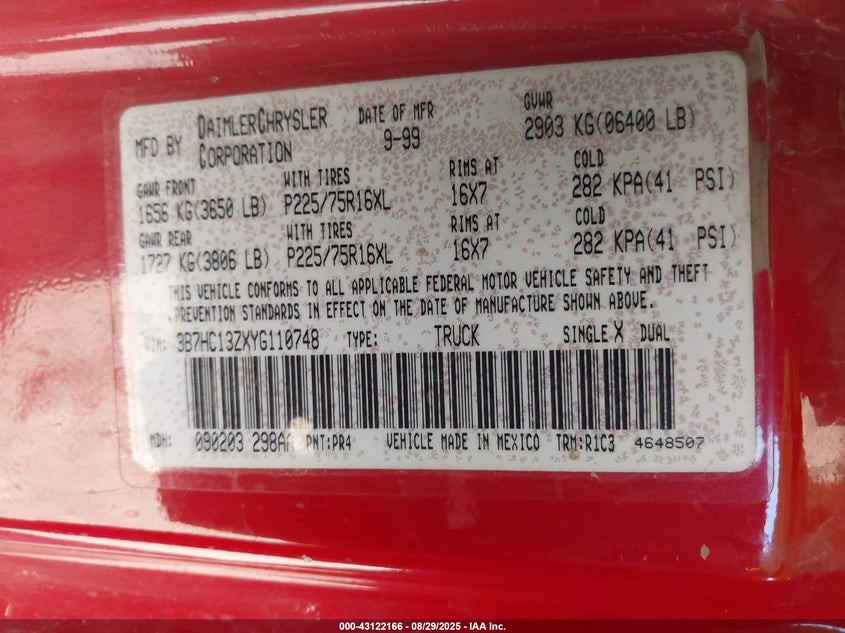 MFD BY DAIMLERCHRYSLER CORPORATION DATE OF MFR 9-99 GVWR 2903 KG(06400 LB)
GAWR FRONT WITH TIRES RIMS AT COLD
1656 KG(3650 LB) P225/75R16XL 16X7 282 KPA(41 PSI)
GAWR REAR WITH TIRES RIMS AT COLD
1727 KG(3806 LB) P225/75R16XL 16X7 282 KPA(41 PSI)
THIS VEHICLE CONFORMS TO ALL APPLICABLE FEDERAL MOTOR VEHICLE SAFETY AND THEFT
PREVENTION STANDARDS IN EFFECT ON THE DATE OF MANUFACTURE SHOWN ABOVE.
VIN: 3B7HC13ZXYG110748 TYPE: TRUCK SINGLE X DUAL
MDH: 090203 298AA PNT:PR4 VEHICLE MADE IN MEXICO TRM:R1C3 4648507
000-43122166 - 08/29/2025 - IAA Inc.